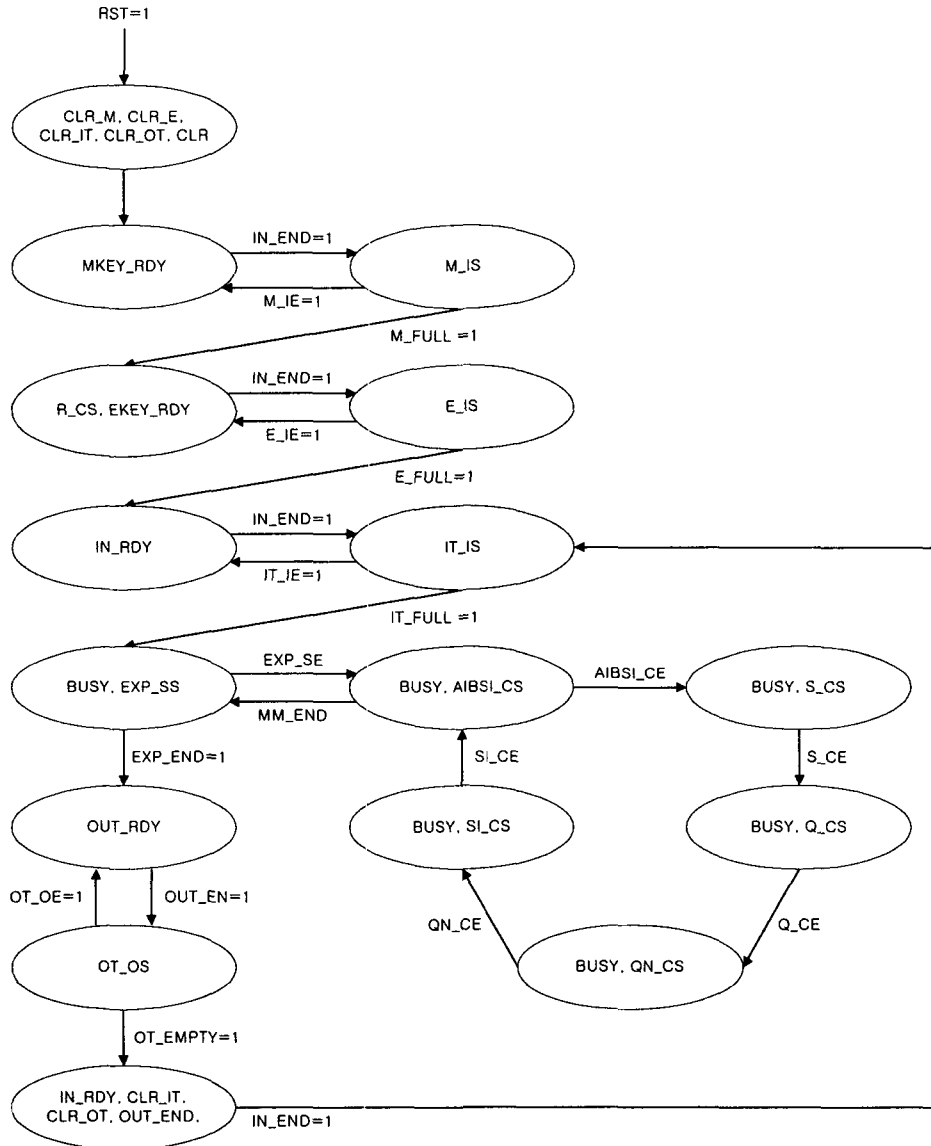 RST=1
CLR_M, CLR_E,
CLR_IT, CLR_OT, CLR
IN_END=1
MKEY_RDY
M_IS
M_IE=1
M_FULL =1
IN_END=1
R_CS, EKEY_RDY
E_IS
E_IE=1
E_FULL=1
IN_END=1
IN_RDY
IT_IS
IT_IE=1
IT_FULL =1
EXP_SE
AIBSI_CE
BUSY, EXP_SS
BUSY, AIBSI_CS
BUSY, S_CS
MM_END
EXP_END=1
SI_CE
S_CE
OUT_RDY
BUSY, SI_CS
BUSY, Q_CS
OT_OE=1
OUT_EN=1
QN_CE
Q_CE
OT_OS
BUSY, QN_CS
OT_EMPTY=1
IN_RDY, CLR_IT,
CLR_OT, OUT_END,
IN_END=1